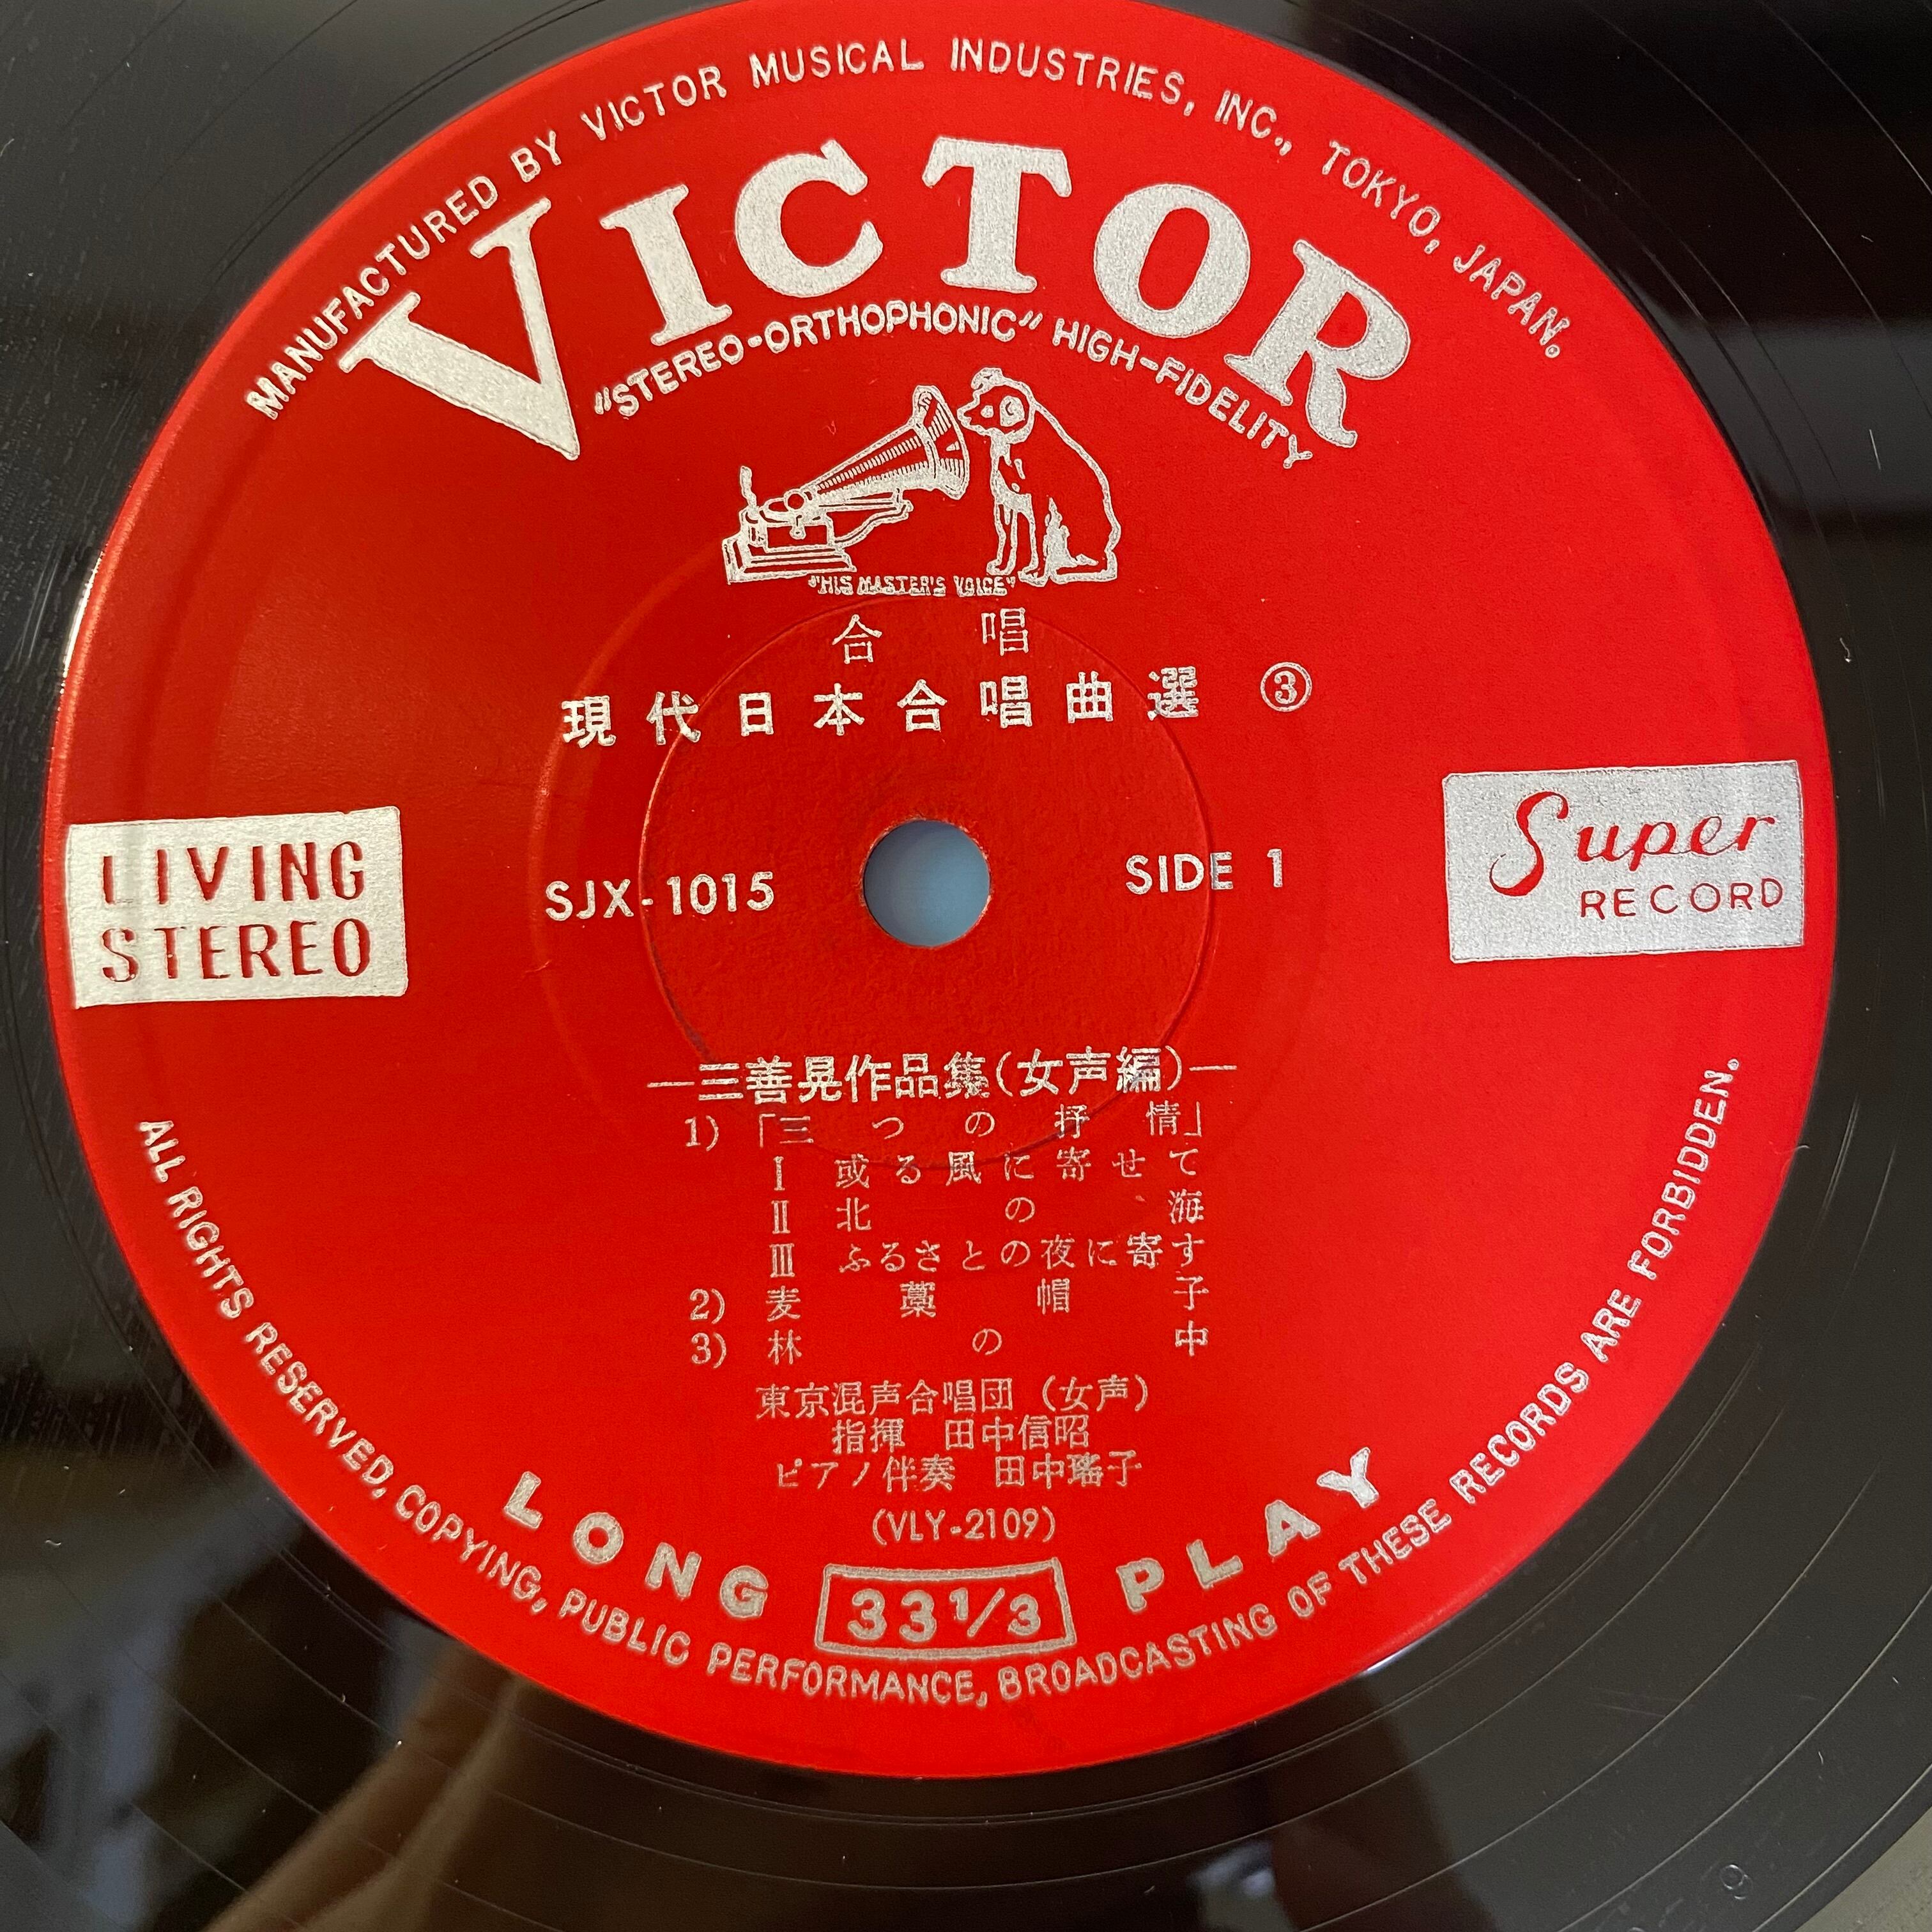 MANUFACTURED BY VICTOR MUSICAL INDUSTRIES, INC., TOKYO, JAPAN.
VICTOR
"STEREO-ORTHOPHONIC" HIGH-FIDELITY
"HIS MASTER'S VOICE"
合唱
現代日本合唱曲選 ③
LIVING
STEREO
SJX-1015
SIDE 1
Super
RECORD
—三善晃作品集(女声編)—
1) 「三つの抒情」
Ⅰ 或る風に寄せて
Ⅱ 北の海
Ⅲ ふるさとの夜に寄す
2) 麦藁帽子
3) 林の中
東京混声合唱団 (女声)
指揮 田中信昭
ピアノ伴奏 田中瑤子
(VLY-2109)
LONG 33 1/3 PLAY
ALL RIGHTS RESERVED, COPYING, PUBLIC PERFORMANCE, BROADCASTING OF THESE RECORDS ARE FORBIDDEN.